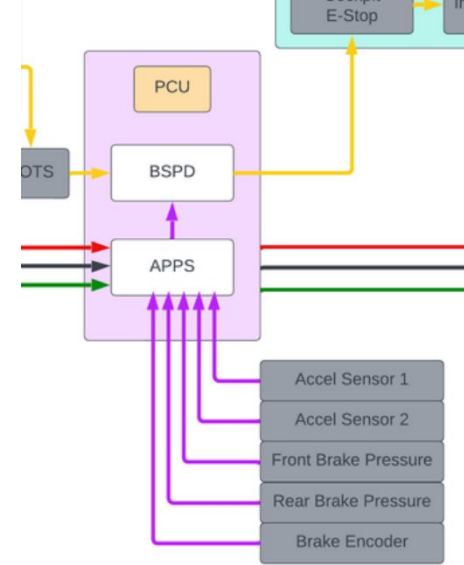 E-Stop
PCU
OTS
BSPD
APPS
Accel Sensor 1
Accel Sensor 2
Front Brake Pressure
Rear Brake Pressure
Brake Encoder